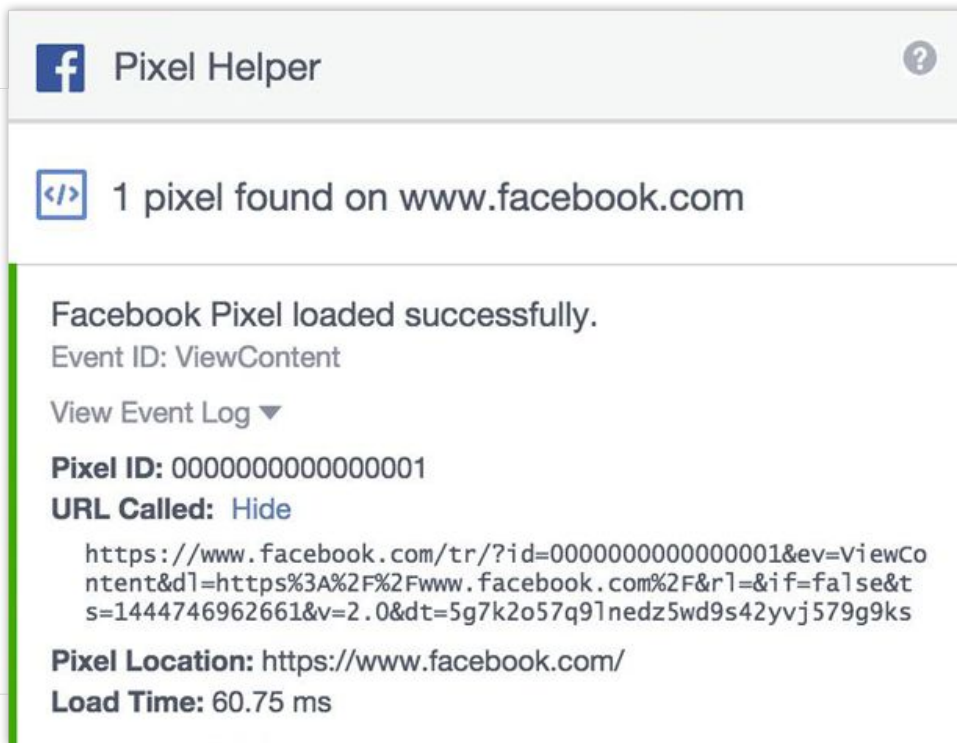 f Pixel Helper ?
</> 1 pixel found on www.facebook.com
Facebook Pixel loaded successfully.
Event ID: ViewContent
View Event Log ▼
Pixel ID: 0000000000000001
URL Called: Hide
https://www.facebook.com/tr/?id=0000000000000001&ev=ViewCo
ntent&dl=https%3A%2F%2Fwww.facebook.com%2F&rl=&if=false&t
s=1444746962661&v=2.0&dt=5g7k2o57q9lnedz5wd9s42yvj579g9ks
Pixel Location: https://www.facebook.com/
Load Time: 60.75 ms